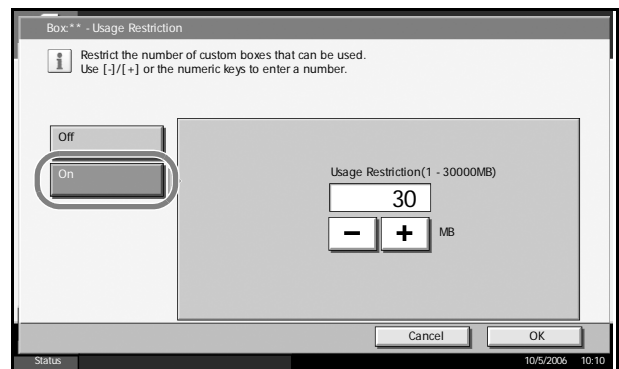 Box:** - Usage Restriction
Restrict the number of custom boxes that can be used.
Use [-]/[+] or the numeric keys to enter a number.
Off
On
Usage Restriction(1 - 30000MB)
30
− + MB
Cancel OK
Status 10/5/2006 10:10